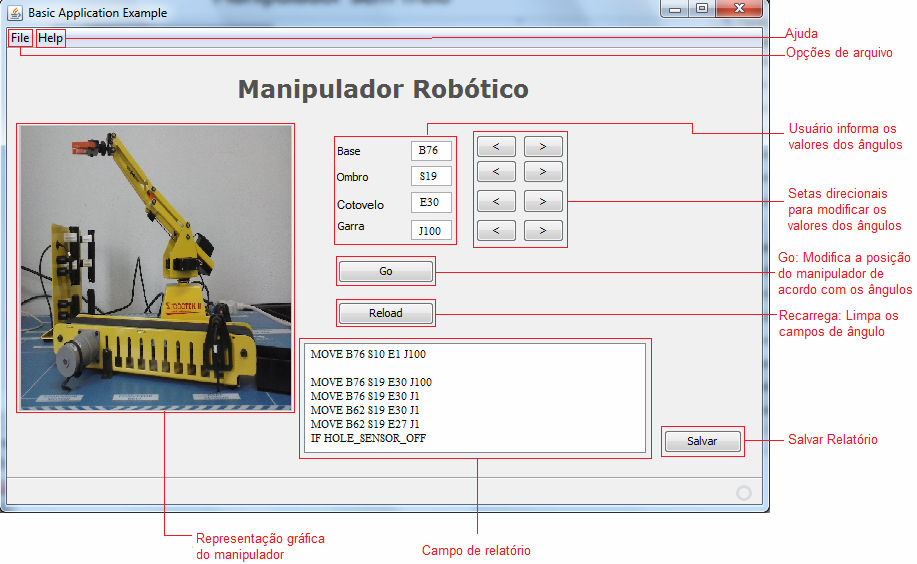 Basic Application Example
File Help
Ajuda
Opções de arquivo
Manipulador Robótico
Usuário informa os
valores dos ângulos
Base B76 < >
Ombro S19 < >
Cotovelo E30 < >
Garra J100 < >
Setas direcionais
para modificar os
valores dos ângulos
Go
Go: Modifica a posição
do manipulador de
acordo com os ângulos
Reload
Recarrega: Limpa os
campos de ângulo
MOVE B76 S10 E1 J100
MOVE B76 S19 E30 J100
MOVE B76 S19 E30 J1
MOVE B62 S19 E30 J1
MOVE B62 S19 E27 J1
IF HOLE_SENSOR_OFF
Salvar
Salvar Relatório
Representação gráfica
do manipulador
Campo de relatório